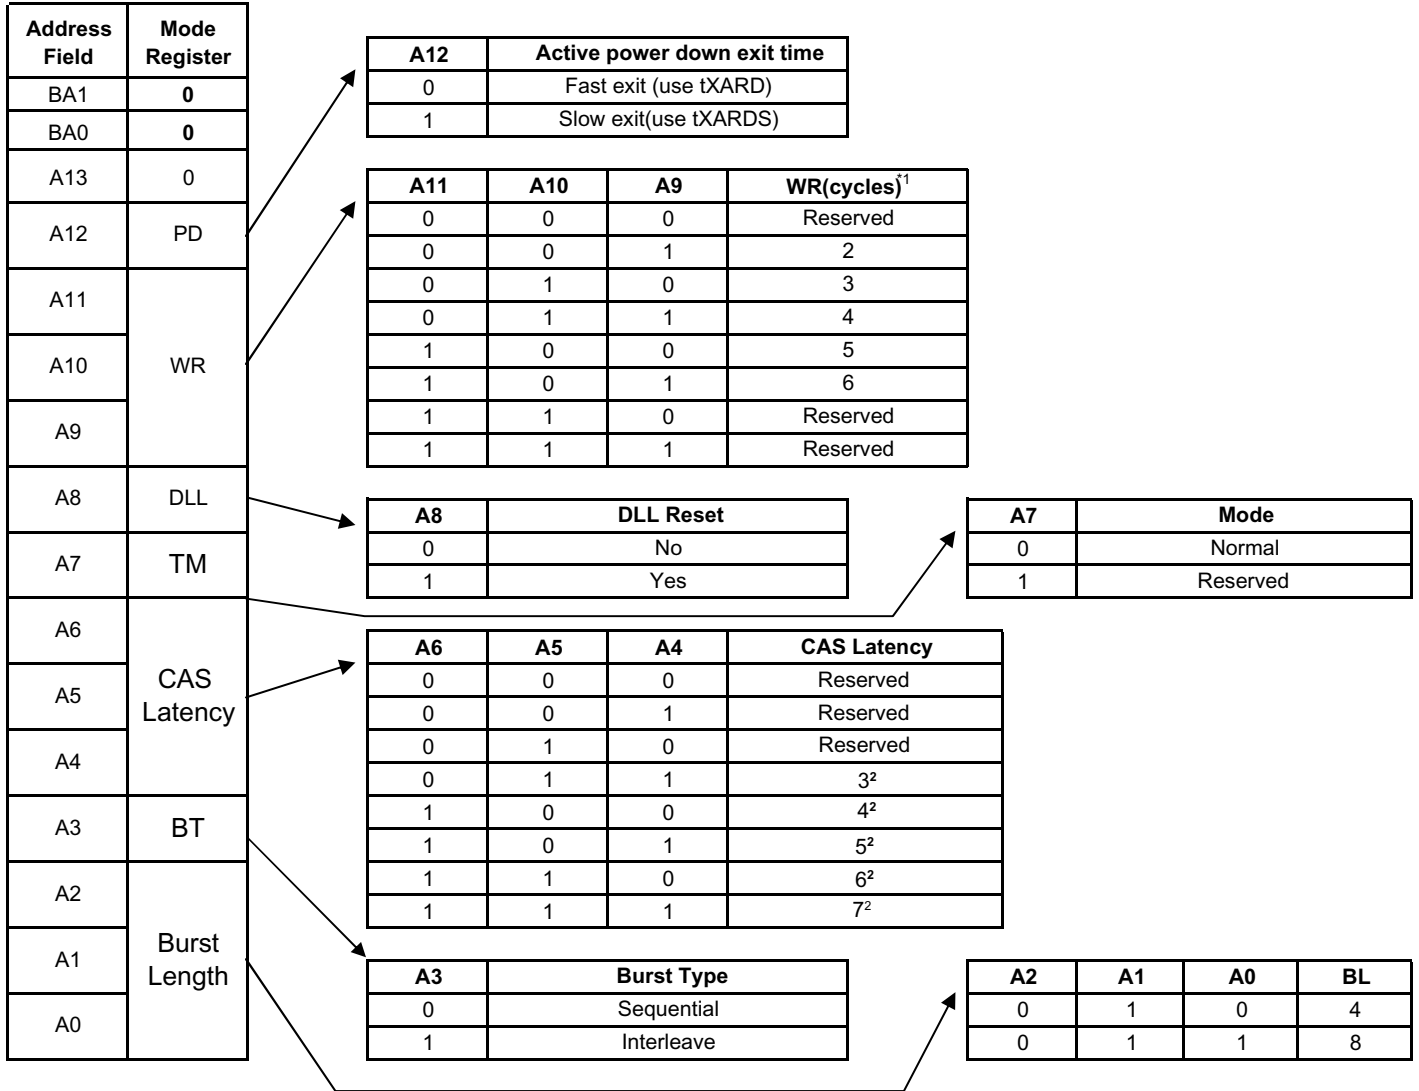 Address Field Mode Register
BA1 0
BA0 0
A13 0
A12 PD
A11
A10 WR
A9
A8 DLL
A7 TM
A6
A5 CAS Latency
A4
A3 BT
A2
A1 Burst Length
A0
A12 Active power down exit time
0 Fast exit (use tXARD)
1 Slow exit(use tXARDS)
A11 A10 A9 WR(cycles)*1
0 0 0 Reserved
0 0 1 2
0 1 0 3
0 1 1 4
1 0 0 5
1 0 1 6
1 1 0 Reserved
1 1 1 Reserved
A8 DLL Reset
0 No
1 Yes
A7 Mode
0 Normal
1 Reserved
A6 A5 A4 CAS Latency
0 0 0 Reserved
0 0 1 Reserved
0 1 0 Reserved
0 1 1 3²
1 0 0 4²
1 0 1 5²
1 1 0 6²
1 1 1 7²
A3 Burst Type
0 Sequential
1 Interleave
A2 A1 A0 BL
0 1 0 4
0 1 1 8